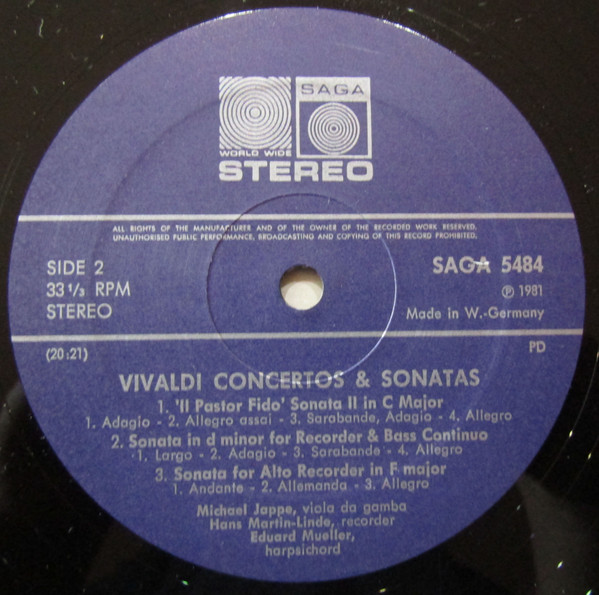 SAGA
WORLD WIDE
STEREO
ALL RIGHTS OF THE MANUFACTURER AND OF THE OWNER OF THE RECORDED WORK RESERVED.
UNAUTHORISED PUBLIC PERFORMANCE, BROADCASTING AND COPYING OF THIS RECORD PROHIBITED.
SIDE 2
33 1/3 RPM
STEREO
SAGA 5484
℗ 1981
Made in W.-Germany
(20:21)
PD
VIVALDI CONCERTOS & SONATAS
1. 'Il Pastor Fido' Sonata II in C Major
1. Adagio - 2. Allegro assai - 3. Sarabande, Adagio - 4. Allegro
2. Sonata in d minor for Recorder & Bass Continuo
1. Largo - 2. Adagio - 3. Sarabande - 4. Allegro
3. Sonata for Alto Recorder in F major
1. Andante - 2. Allemanda - 3. Allegro
Michael Jappe, viola da gamba
Hans Martin-Linde, recorder
Eduard Mueller,
harpsichord